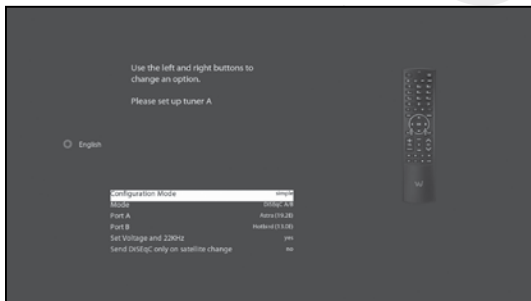 Use the left and right buttons to
change an option.
Please set up tuner A
English
Configuration Mode simple
Mode DiSEqC A/B
Port A Astra (19.2E)
Port B Hotbird (13.0E)
Set Voltage and 22KHz yes
Send DiSEqC only on satellite change no